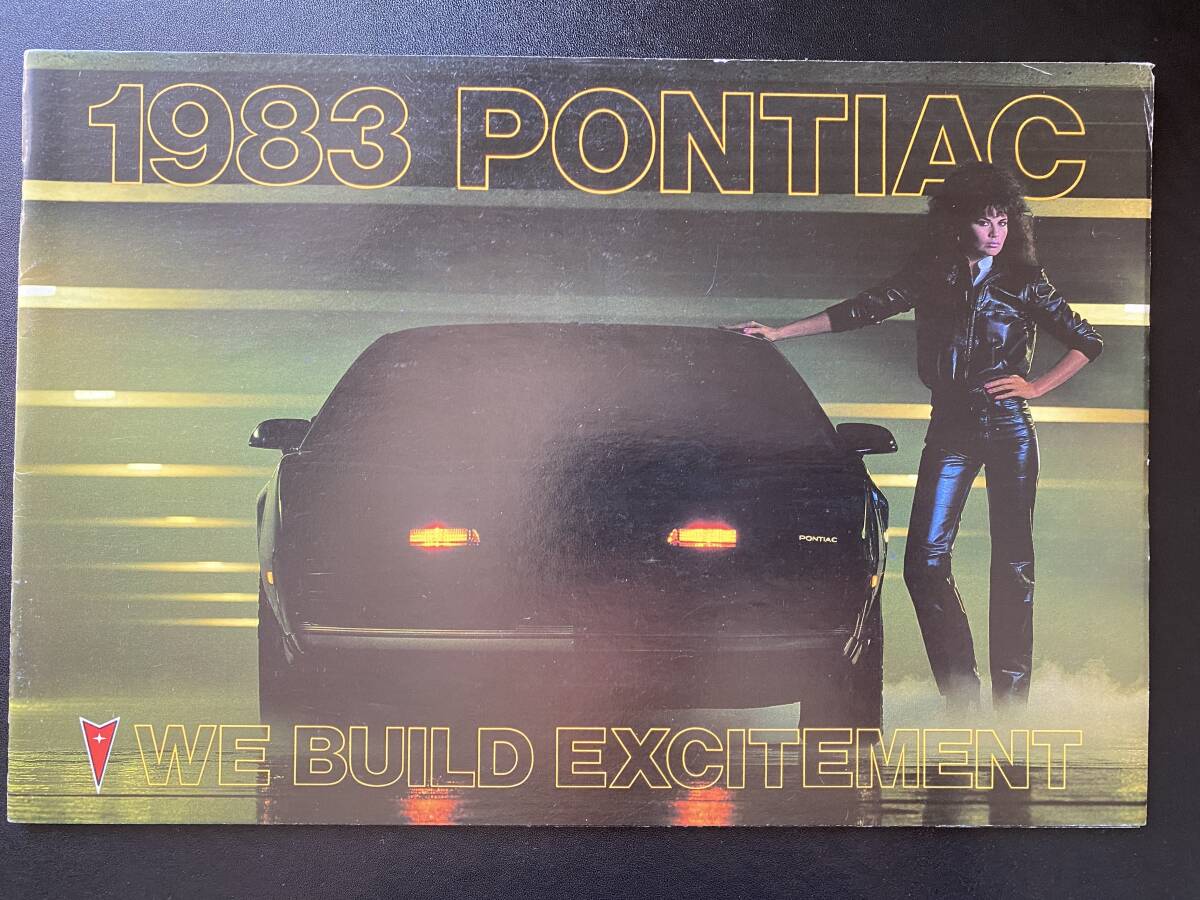 1983 PONTIAC
PONTIAC
WE BUILD EXCITEMENT